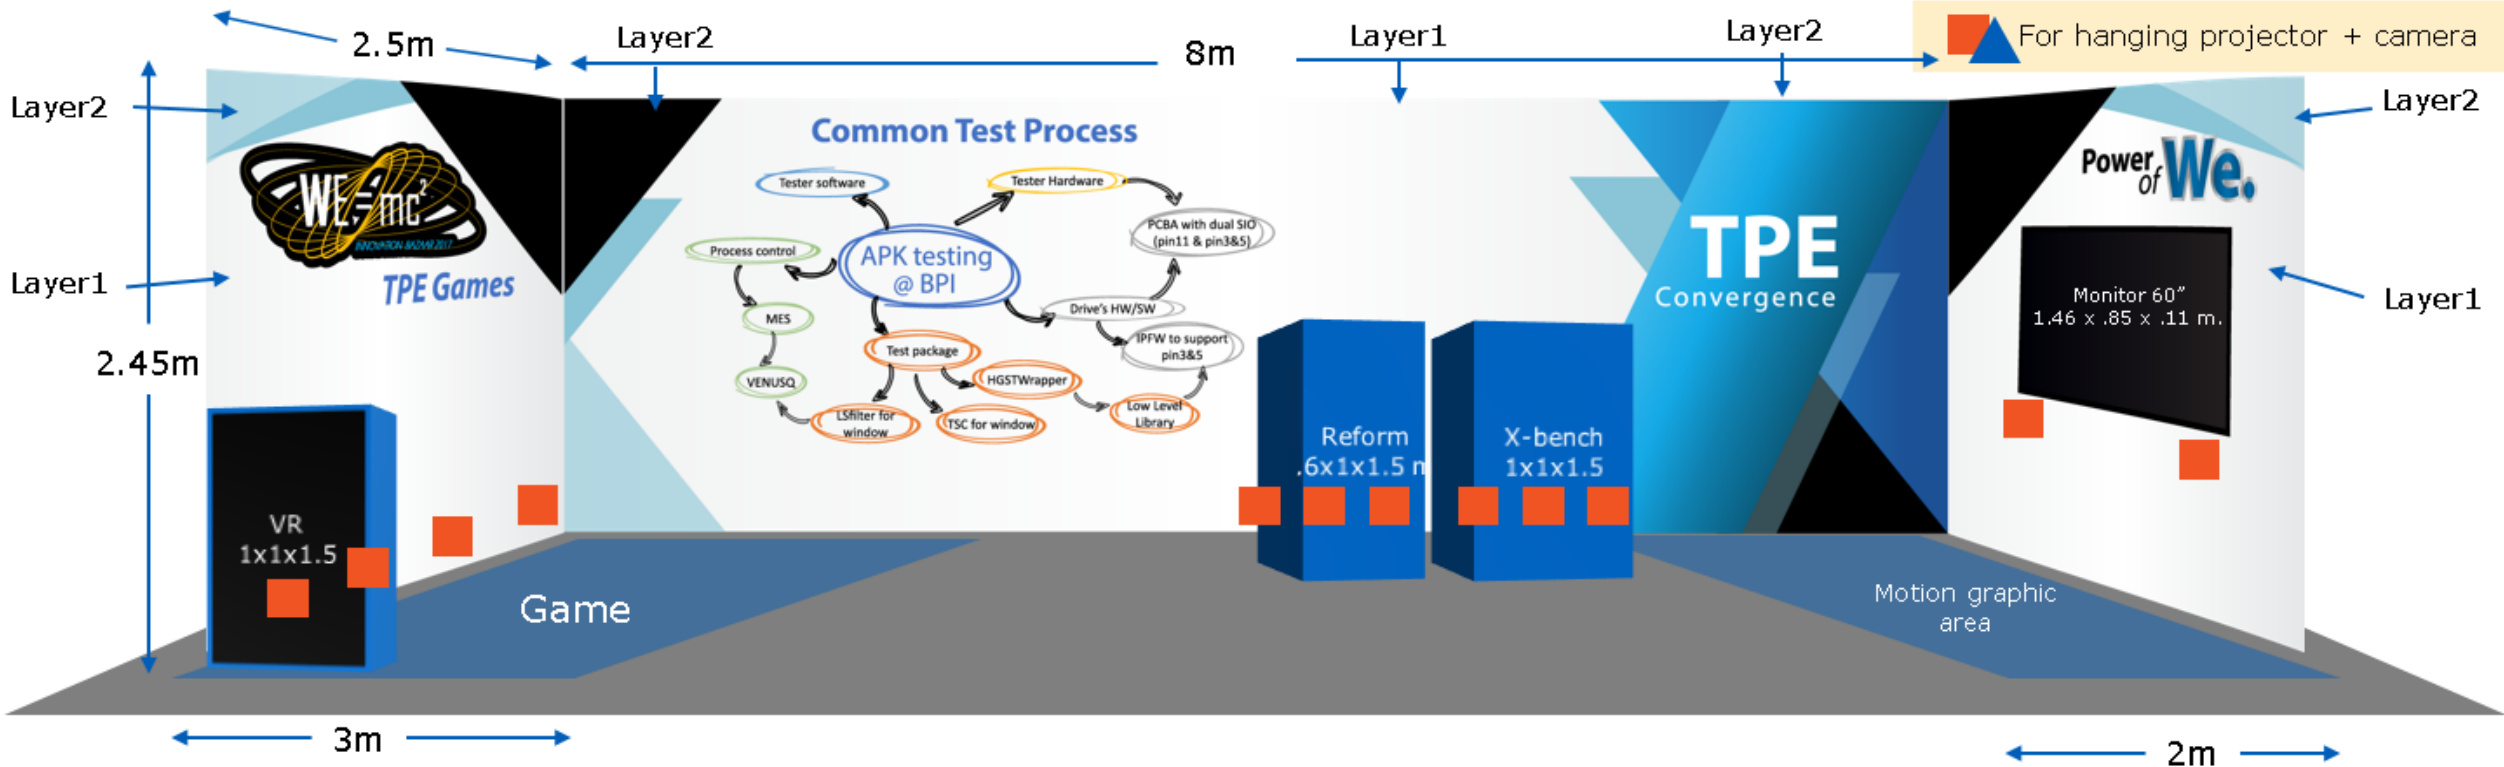 2.5m
Layer2
8m
Layer1
Layer2
For hanging projector + camera
Layer2
Layer2
Common Test Process
Power
of We.
Tester software
Tester Hardware
WE=mc²
INNOVATION BAZAAR 2017
PCBA with dual SIO
(pin11 & pin3&5)
Process control
APK testing
@ BPI
TPE
Convergence
Layer1
TPE Games
Layer1
Monitor 60”
1.46 x .85 x .11 m.
MES
Drive's HW/SW
IPFW to support
pin3&5
Test package
2.45m
VENUSQ
HGSTWrapper
LSfilter for
window
TSC for window
Low Level
Library
Reform
.6x1x1.5 m
X-bench
1x1x1.5
VR
1x1x1.5
Game
Motion graphic
area
3m
2m